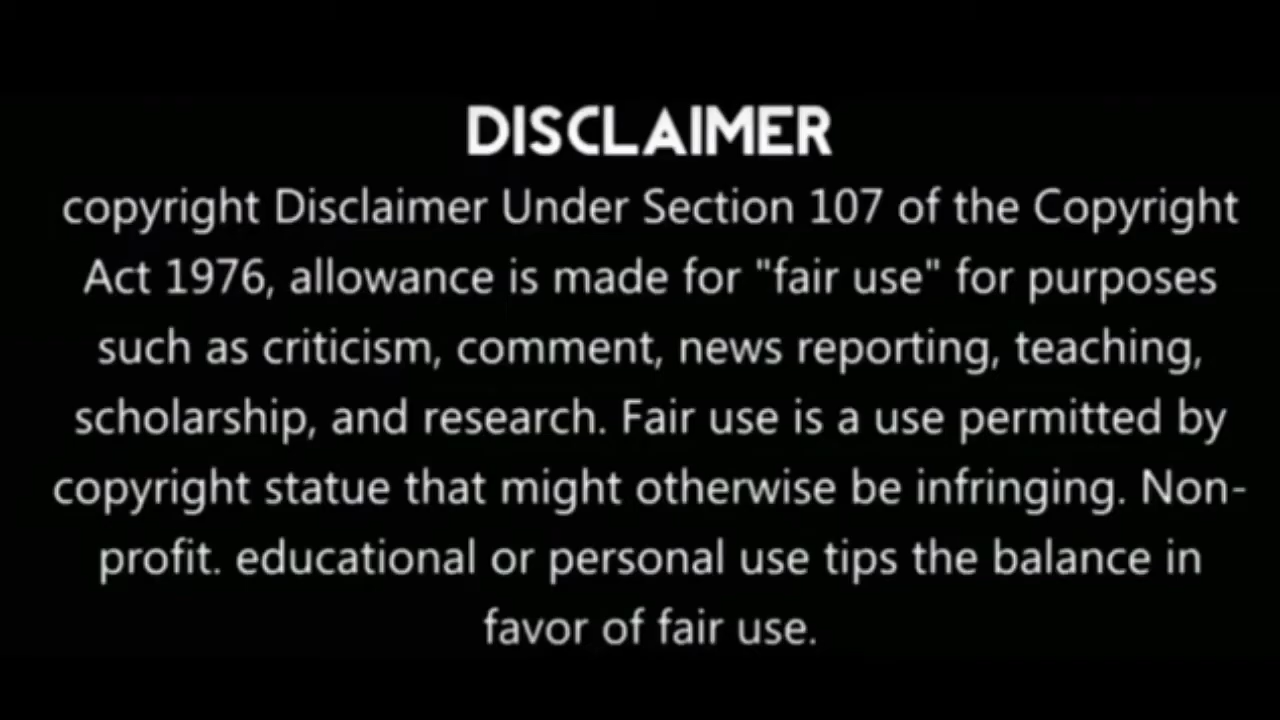 DISCLAIMER
copyright Disclaimer Under Section 107 of the Copyright
Act 1976, allowance is made for "fair use" for purposes
such as criticism, comment, news reporting, teaching,
scholarship, and research. Fair use is a use permitted by
copyright statue that might otherwise be infringing. Non-
profit. educational or personal use tips the balance in
favor of fair use.